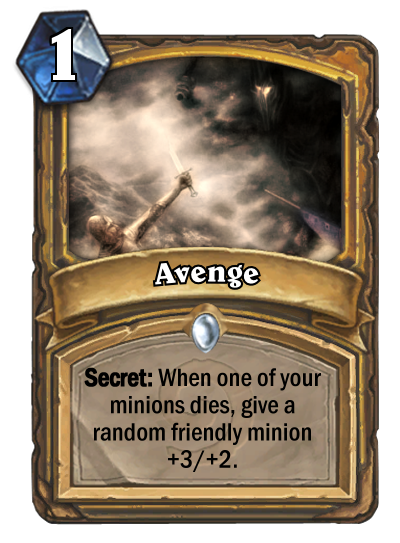 1
Avenge
Secret: When one of your
minions dies, give a
random friendly minion
+3/+2.